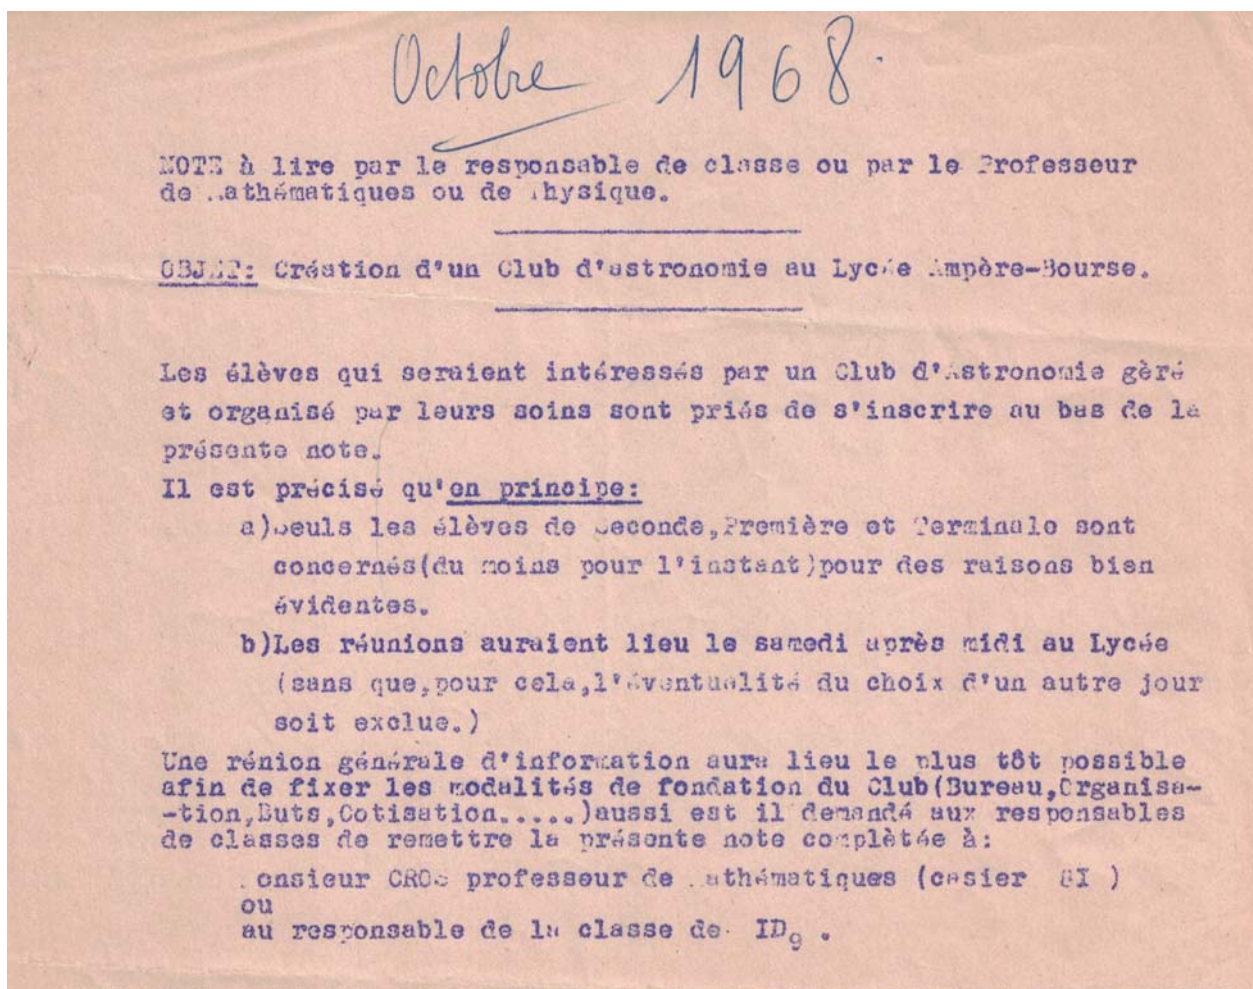 Octobre 1968.
NOTE à lire par le responsable de classe ou par le Professeur
de Mathématiques ou de Physique.
OBJET: Création d'un Club d'astronomie au Lycée Ampère-Bourse.
Les élèves qui seraient intéressés par un Club d'Astronomie gèré
et organisé par leurs soins sont priés de s'inscrire au bas de la
présente note.
Il est précisé qu'en principe:
a)Seuls les élèves de Seconde,Première et Terminale sont
concernés(du moins pour l'instant)pour des raisons bien
évidentes.
b)Les réunions auraient lieu le samedi après midi au Lycée
(sans que,pour cela,l'éventualité du choix d'un autre jour
soit exclue.)
Une rénion générale d'information aura lieu le plus tôt possible
afin de fixer les modalités de fondation du Club(Bureau,Organisa-
-tion,Buts,Cotisation.....)aussi est il demandé aux responsables
de classes de remettre la présente note complètée à:
Monsieur CROS professeur de Mathématiques (casier )
ou
au responsable de la classe de ID9 .